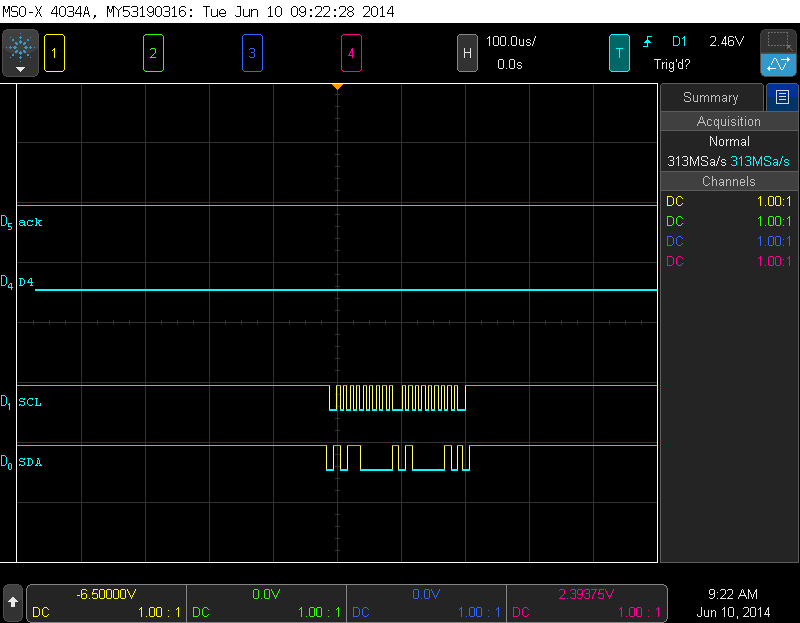 MSO-X 4034A, MY53190316: Tue Jun 10 09:22:28 2014
1 2 3 4 H 100.0us/ 0.0s T D1 2.46V Trig'd?
Summary
Acquisition
Normal
313MSa/s 313MSa/s
Channels
DC 1.00:1
DC 1.00:1
DC 1.00:1
DC 1.00:1
D5 ack
D4 D4
D1 SCL
D0 SDA
-6.50000V 0.0V 0.0V 2.39375V
DC 1.00 : 1 DC 1.00 : 1 DC 1.00 : 1 DC 1.00 : 1
9:22 AM
Jun 10, 2014